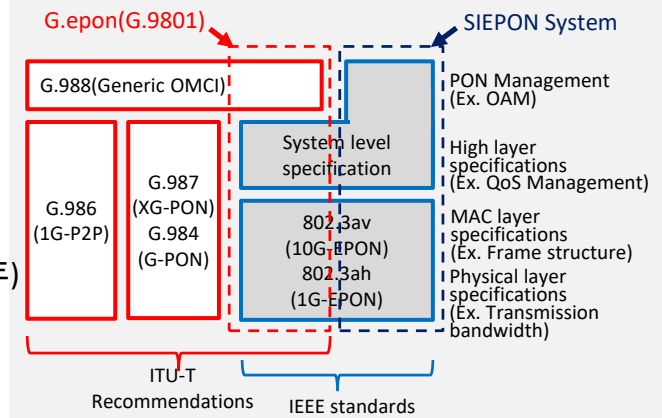 G.epon(G.9801)
SIEPON System
G.988(Generic OMCI)
PON Management
(Ex. OAM)
System level
specification
High layer
specifications
(Ex. QoS Management)
G.986
(1G-P2P)
G.987
(XG-PON)
G.984
(G-PON)
802.3av
(10G-EPON)
802.3ah
(1G-EPON)
MAC layer
specifications
(Ex. Frame structure)
Physical layer
specifications
(Ex. Transmission
bandwidth)
ITU-T
Recommendations
IEEE standards